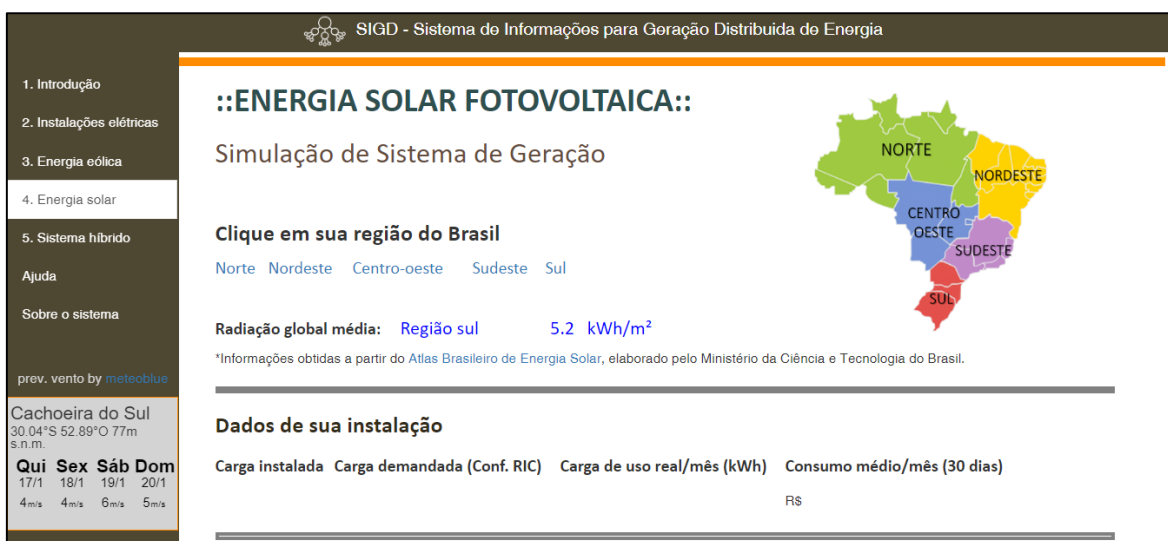 SIGD - Sistema de Informações para Geração Distribuida de Energia
1. Introdução
2. Instalações elétricas
3. Energia eólica
4. Energia solar
5. Sistema híbrido
Ajuda
Sobre o sistema
prev. vento by meteoblue
Cachoeira do Sul
30.04°S 52.89°O 77m
s.n.m.
Qui Sex Sáb Dom
17/1 18/1 19/1 20/1
4m/s 4m/s 6m/s 5m/s
::ENERGIA SOLAR FOTOVOLTAICA::
Simulação de Sistema de Geração
NORTE
NORDESTE
CENTRO
OESTE
SUDESTE
SUL
Clique em sua região do Brasil
Norte Nordeste Centro-oeste Sudeste Sul
Radiação global média: Região sul 5.2 kWh/m²
*Informações obtidas a partir do Atlas Brasileiro de Energia Solar, elaborado pelo Ministério da Ciência e Tecnologia do Brasil.
Dados de sua instalação
Carga instalada Carga demandada (Conf. RIC) Carga de uso real/mês (kWh) Consumo médio/mês (30 dias)
R$